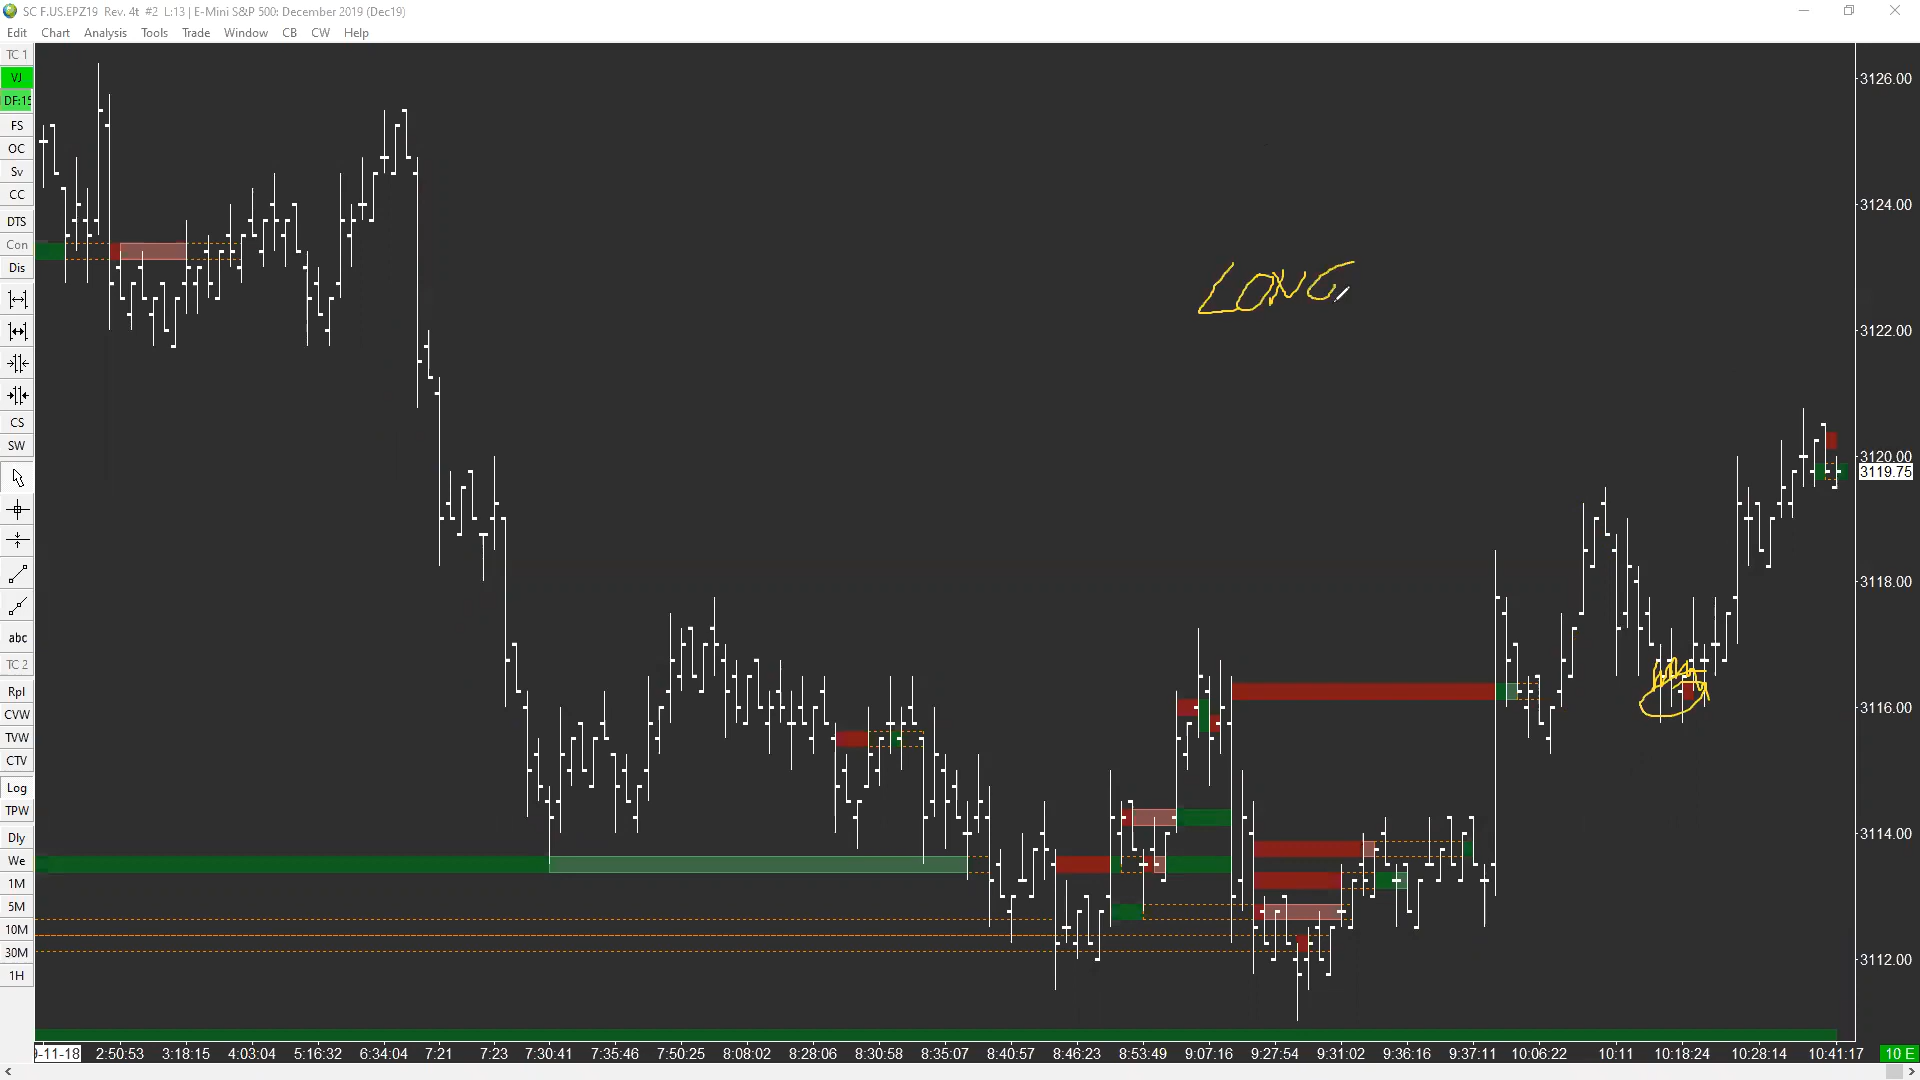 SC F.US.EPZ19 Rev. 4t #2 L:13 | E-Mini S&P 500: December 2019 (Dec19)
Edit Chart Analysis Tools Trade Window CB CW Help
TC 1
VJ
DF:15
FS
OC
Sv
CC
DTS
Con
Dis
CS
SW
abc
TC 2
Rpl
CVW
TVW
CTV
Log
TPW
Dly
We
1M
5M
10M
30M
1H
LONG
3126.00
3124.00
3122.00
3120.00
3119.75
3118.00
3116.00
3114.00
3112.00
9-11-18 2:50:53 3:18:15 4:03:04 5:16:32 6:34:04 7:21 7:23 7:30:41 7:35:46 7:50:25 8:08:02 8:28:06 8:30:58 8:35:07 8:40:57 8:46:23 8:53:49 9:07:16 9:27:54 9:31:02 9:36:16 9:37:11 10:06:22 10:11 10:18:24 10:28:14 10:41:17 10 E